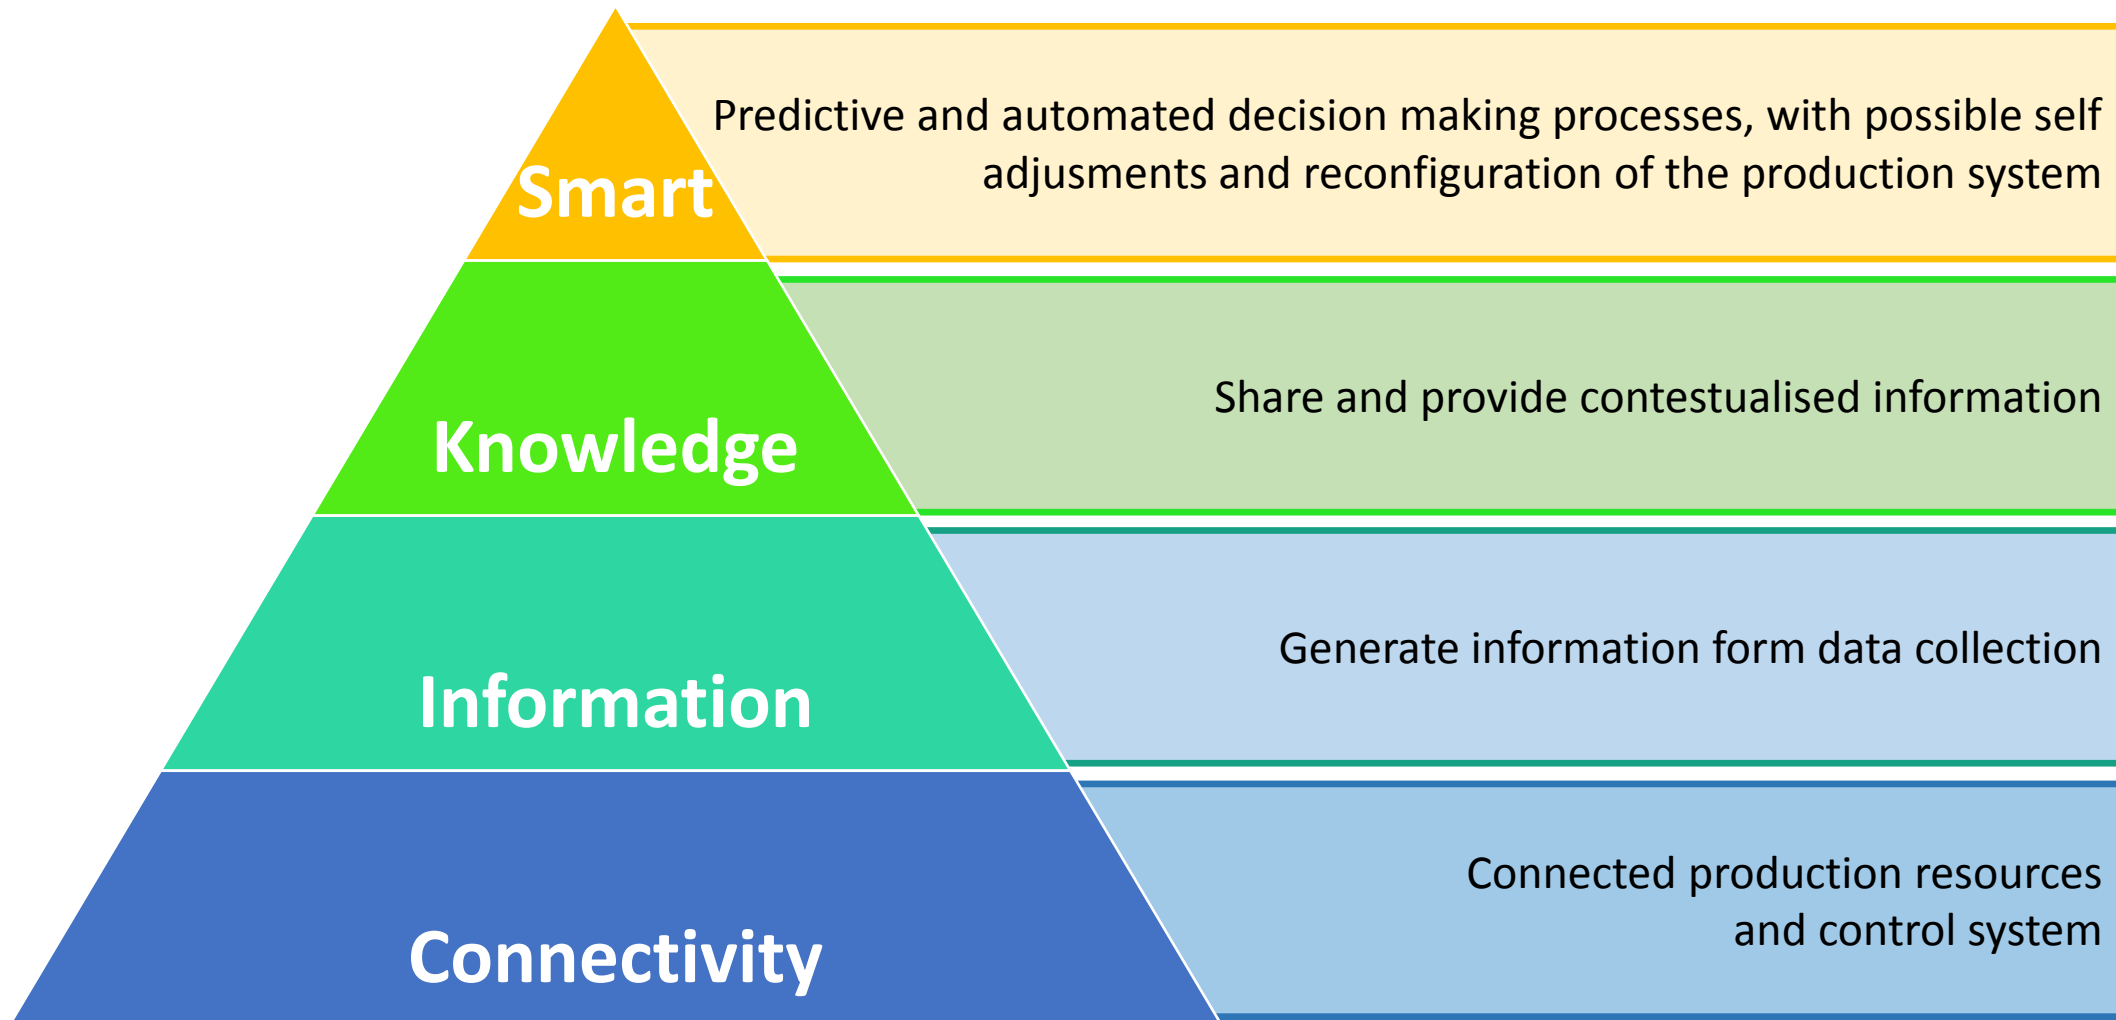 Predictive and automated decision making processes, with possible self
adjusments and reconfiguration of the production system
Smart
Share and provide contestualised information
Knowledge
Generate information form data collection
Information
Connected production resources
and control system
Connectivity